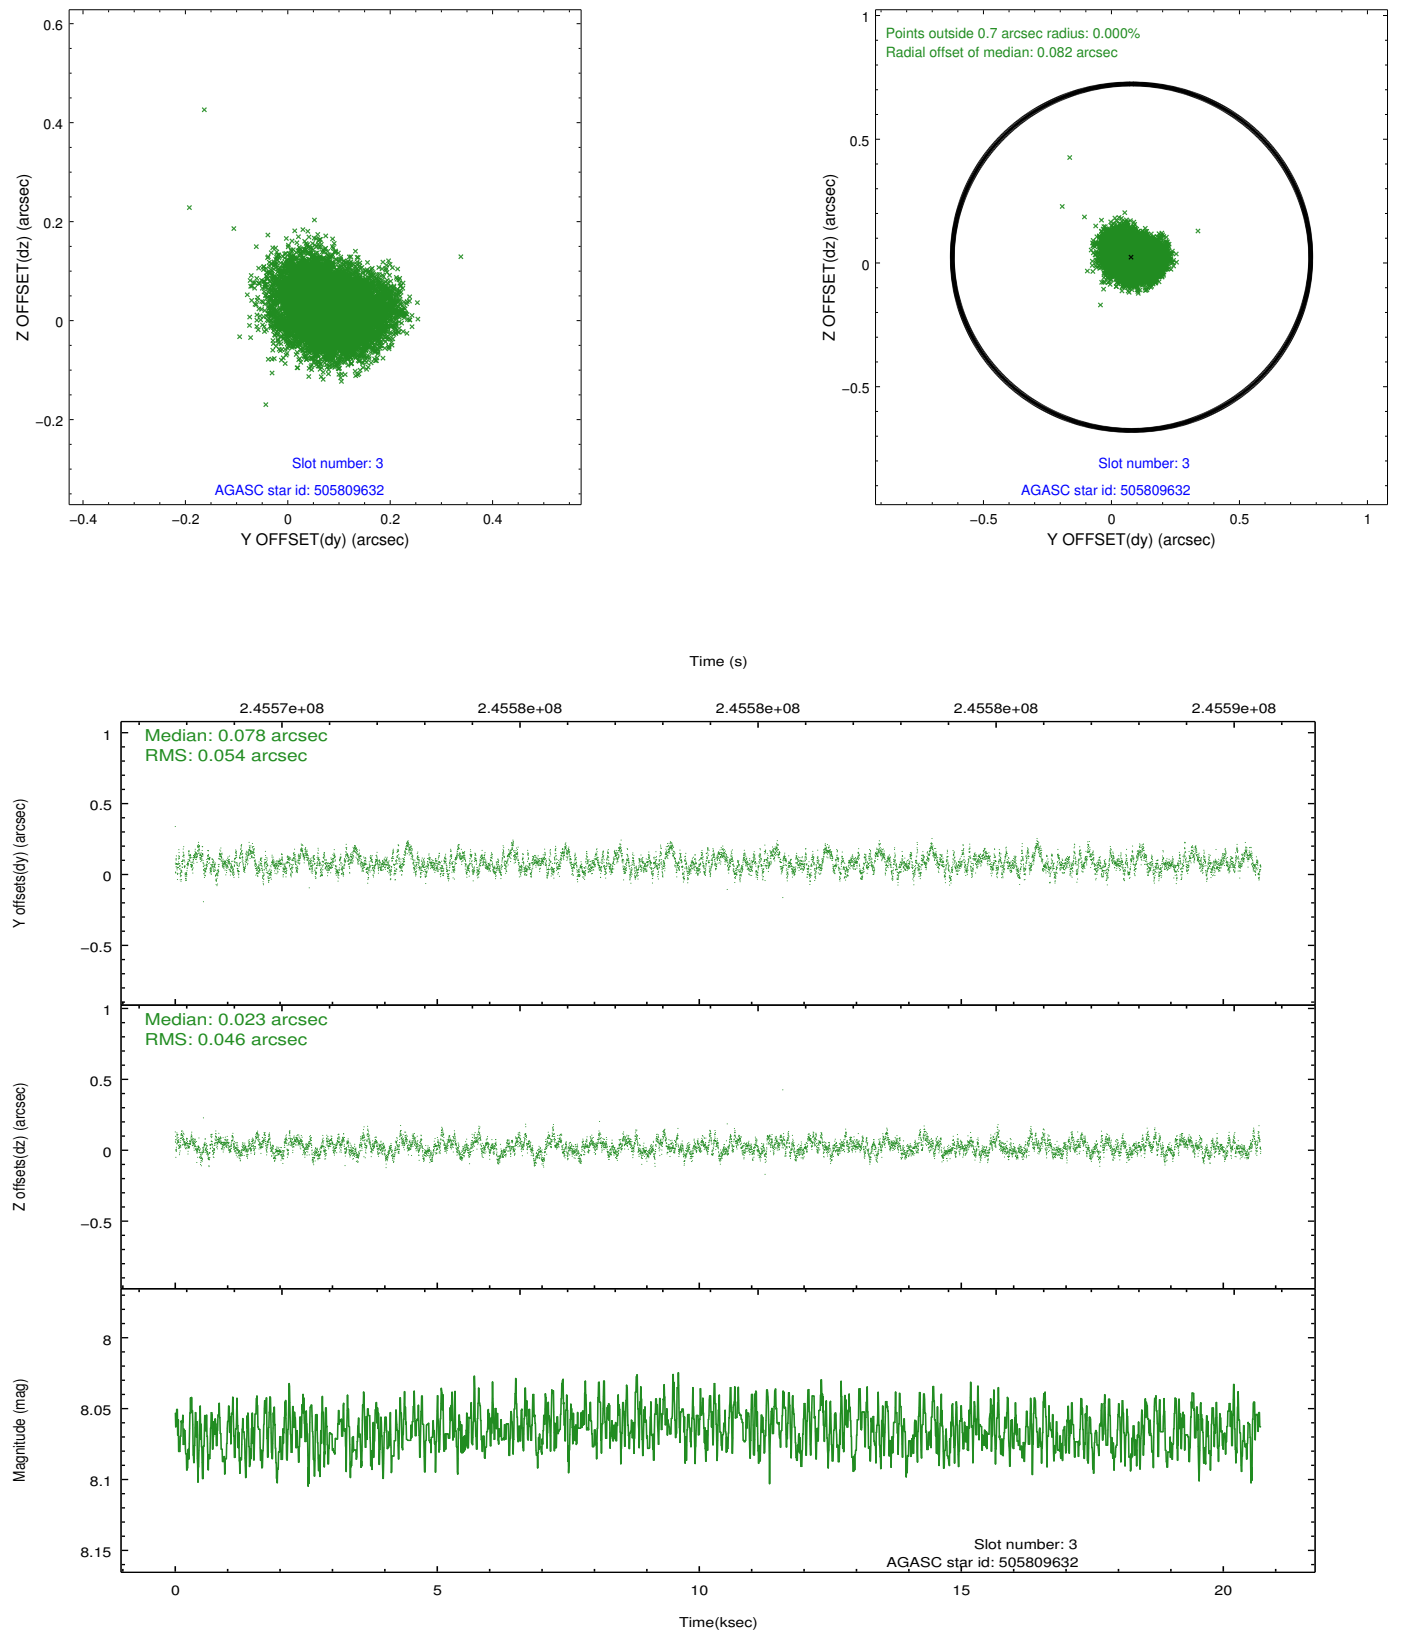 0.6
0.4
0.2
0
−0.2
Z OFFSET(dz) (arcsec)
Slot number: 3
AGASC star id: 505809632
−0.4 −0.2 0 0.2 0.4
Y OFFSET(dy) (arcsec)
Points outside 0.7 arcsec radius: 0.000%
Radial offset of median: 0.082 arcsec
1
0.5
0
−0.5
Z OFFSET(dz) (arcsec)
Slot number: 3
AGASC star id: 505809632
−0.5 0 0.5 1
Y OFFSET(dy) (arcsec)
Time (s)
2.4557e+08 2.4558e+08 2.4558e+08 2.4558e+08 2.4559e+08
Median: 0.078 arcsec
RMS: 0.054 arcsec
1
0.5
0
−0.5
Y offsets(dy) (arcsec)
Median: 0.023 arcsec
RMS: 0.046 arcsec
1
0.5
0
−0.5
Z offsets(dz) (arcsec)
8
8.05
8.1
8.15
Magnitude (mag)
Slot number: 3
AGASC star id: 505809632
0 5 10 15 20
Time(ksec)